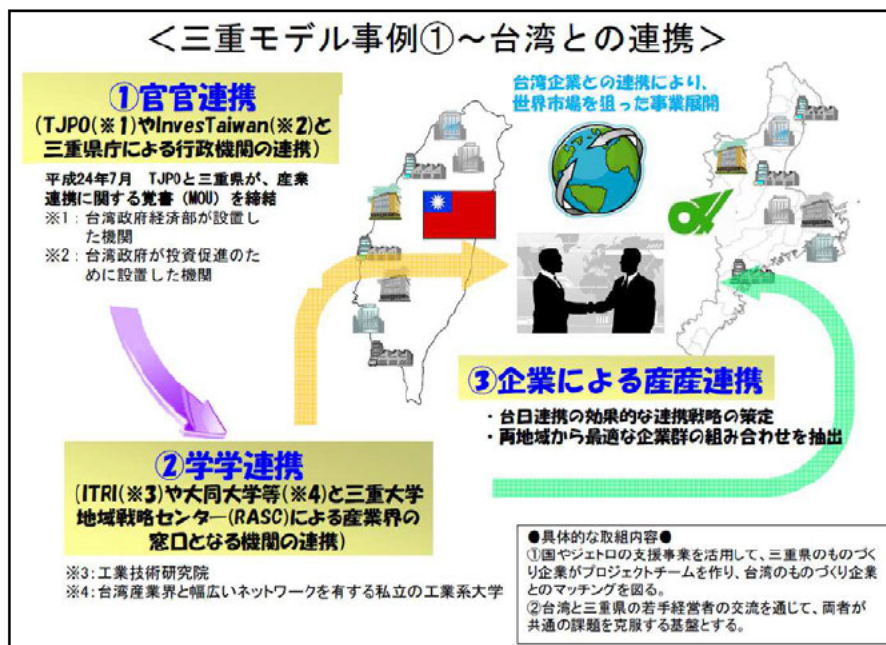 ＜三重モデル事例①～台湾との連携＞
①官官連携
(TJPO(※1)やInvesTaiwan(※2)と
三重県庁による行政機関の連携)
平成24年7月　TJPOと三重県が、産業
連携に関する覚書（MOU）を締結
※1：台湾政府経済部が設置し
た機関
※2：台湾政府が投資促進のた
めに設置した機関
台湾企業との連携により、
世界市場を狙った事業展開
②学学連携
(ITRI(※3)や大同大学等(※4)と三重大学
地域戦略センター(RASC)による産業界の
窓口となる機関の連携)
※3：工業技術研究院
※4：台湾産業界と幅広いネットワークを有する私立の工業系大学
③企業による産産連携
・台日連携の効果的な連携戦略の策定
・両地域から最適な企業群の組み合わせを抽出
●具体的な取組内容●
①国やジェトロの支援事業を活用して、三重県のものづく
り企業がプロジェクトチームを作り、台湾のものづくり企業
とのマッチングを図る。
②台湾と三重県の若手経営者の交流を通じて、両者が
共通の課題を克服する基盤とする。